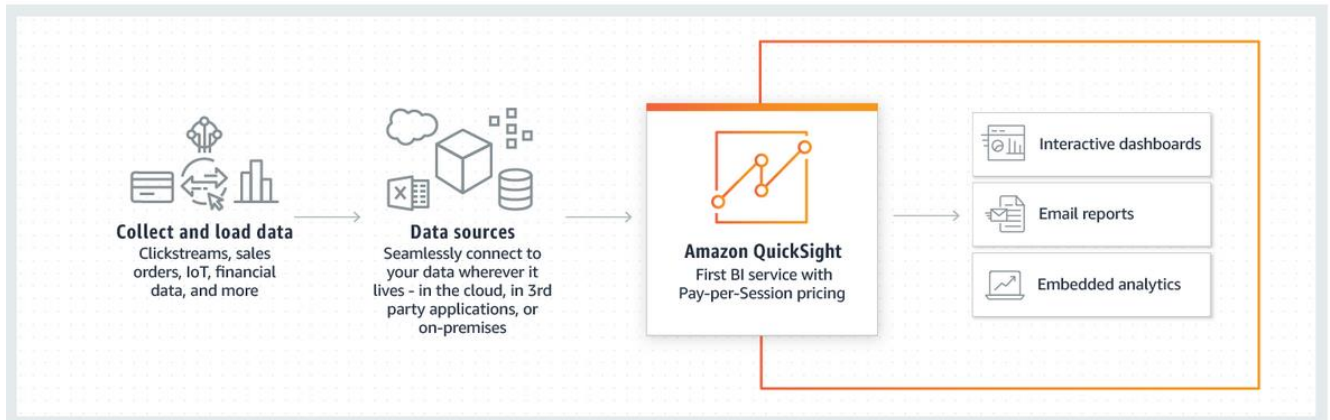 Collect and load data
Clickstreams, sales
orders, IoT, financial
data, and more
Data sources
Seamlessly connect to
your data wherever it
lives - in the cloud, in 3rd
party applications, or
on-premises
Amazon QuickSight
First BI service with
Pay-per-Session pricing
Interactive dashboards
Email reports
Embedded analytics